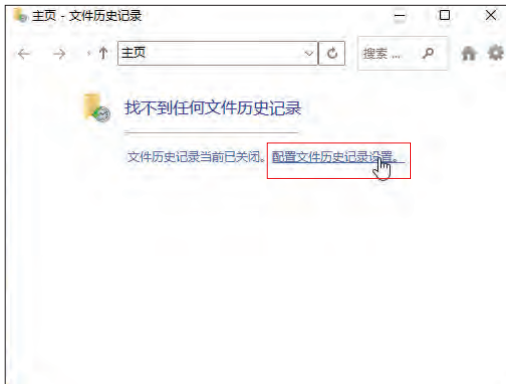 主页 - 文件历史记录
主页
搜索 ...
找不到任何文件历史记录
文件历史记录当前已关闭。配置文件历史记录设置。